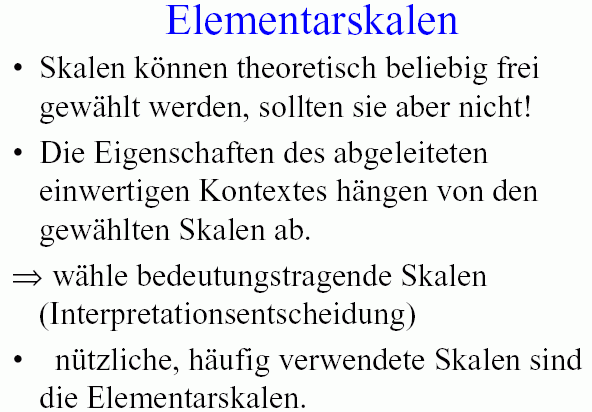 Elementarskalen
• Skalen können theoretisch beliebig frei
gewählt werden, sollten sie aber nicht!
• Die Eigenschaften des abgeleiteten
einwertigen Kontextes hängen von den
gewählten Skalen ab.
⇒ wähle bedeutungstragende Skalen
(Interpretationsentscheidung)
• nützliche, häufig verwendete Skalen sind
die Elementarskalen.